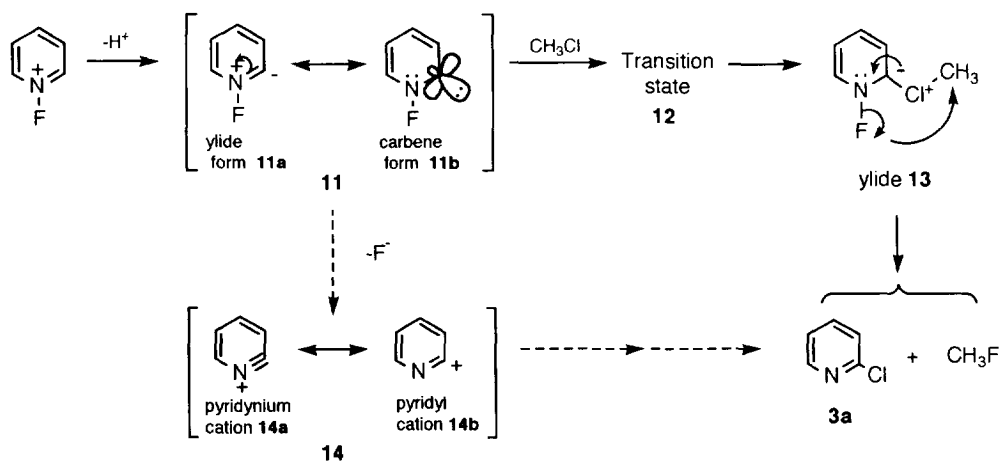 -H⁺
CH₃Cl
Transition
state
12
N
+
F
N
+
-
F
ylide
form 11a
N
F
carbene
form 11b
11
N
F
-
Cl⁺
CH₃
ylide 13
-F⁻
N
+
pyridynium
cation 14a
N
+
pyridyl
cation 14b
14
N
Cl
+
CH₃F
3a